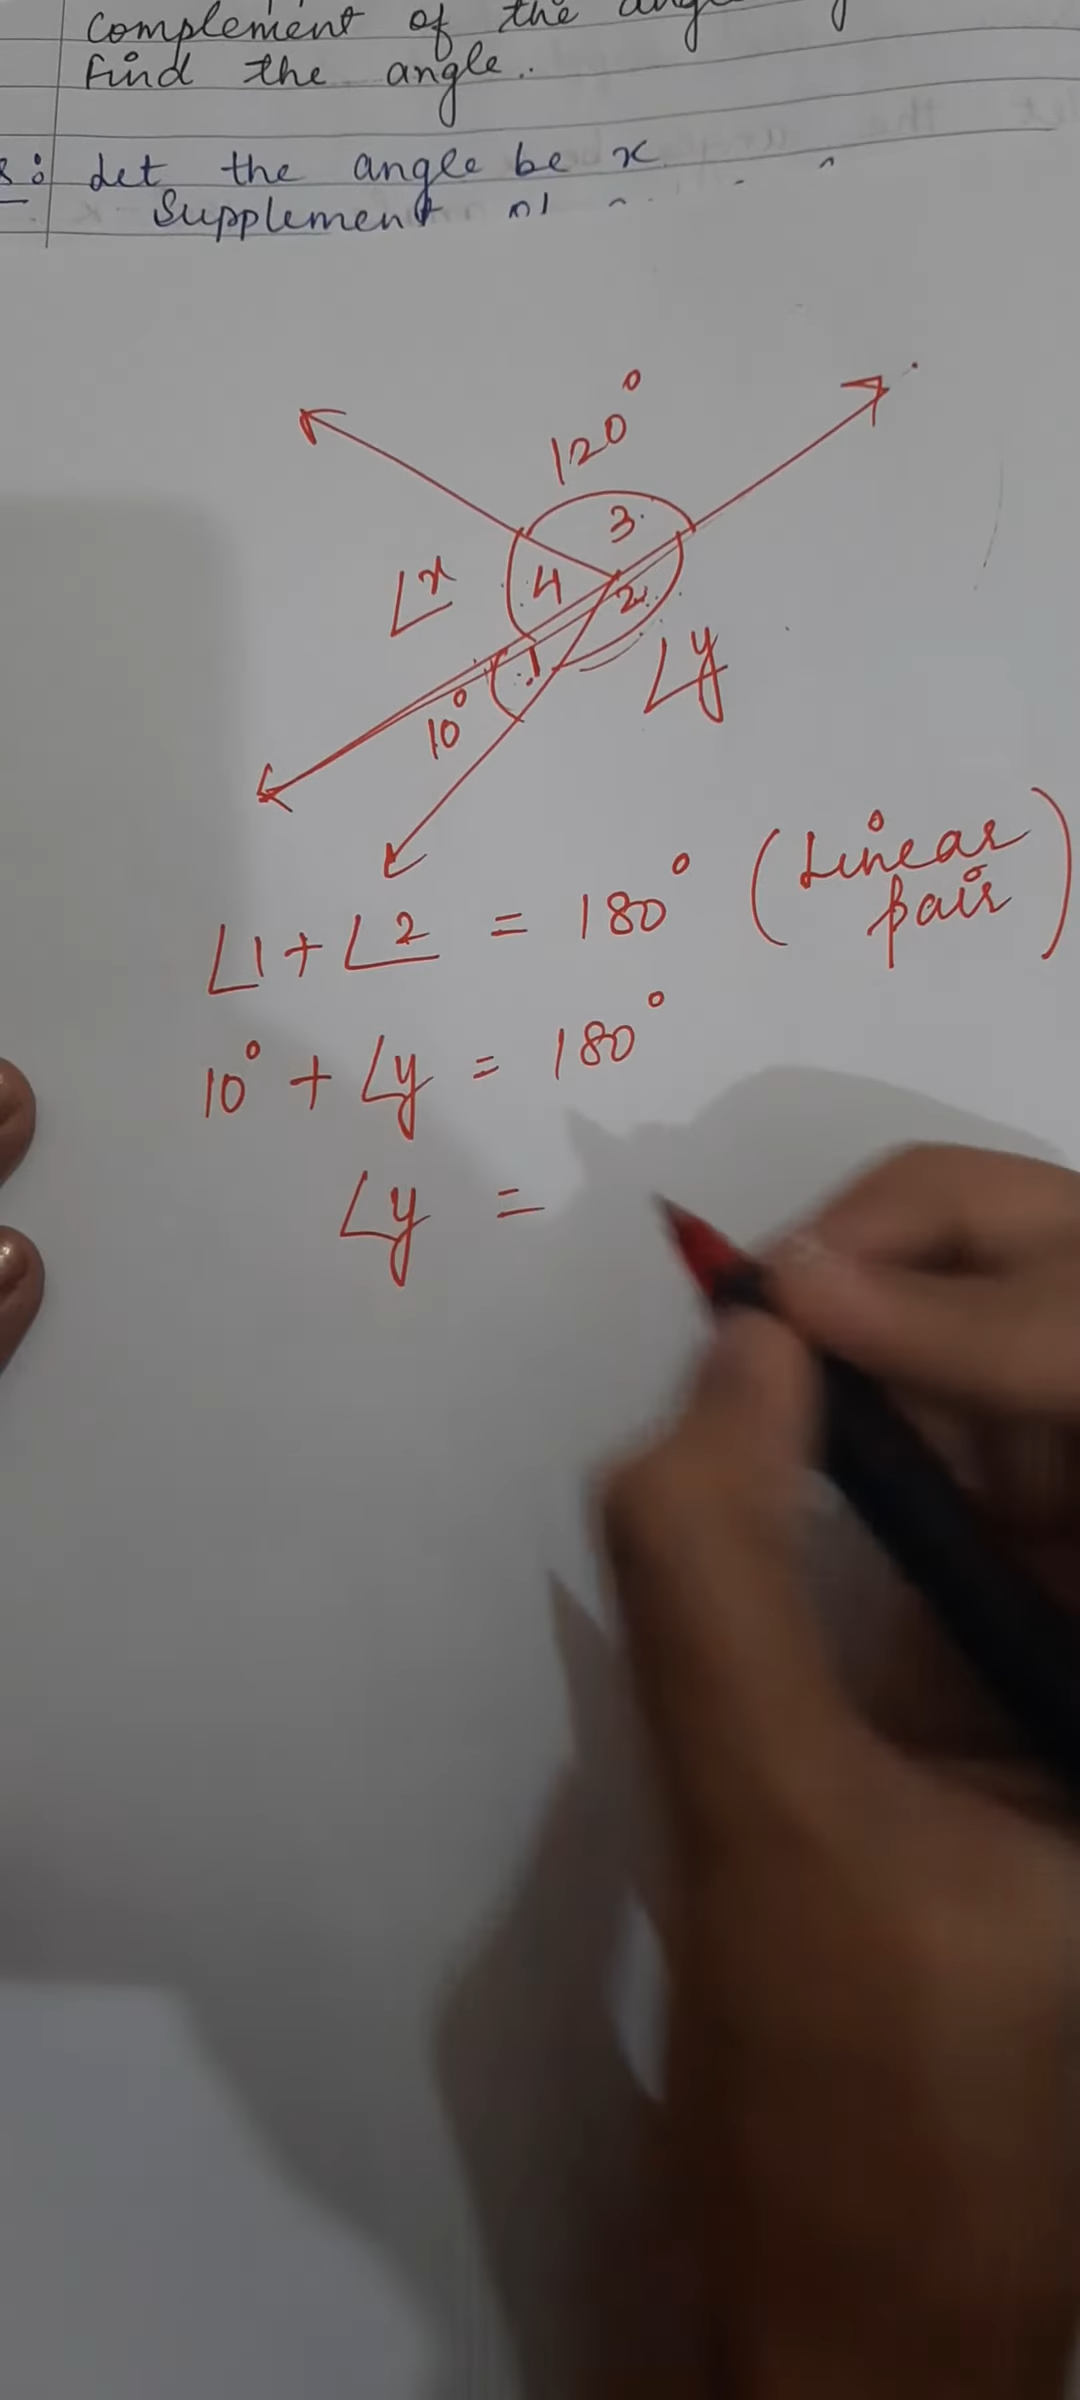 complement of the
find the angle.
Let the angle be x
Supplement
120°
3
∠x
4
2
1
∠y
10°
∠1 + ∠2 = 180° (Linear pair)
10° + ∠y = 180°
∠y =